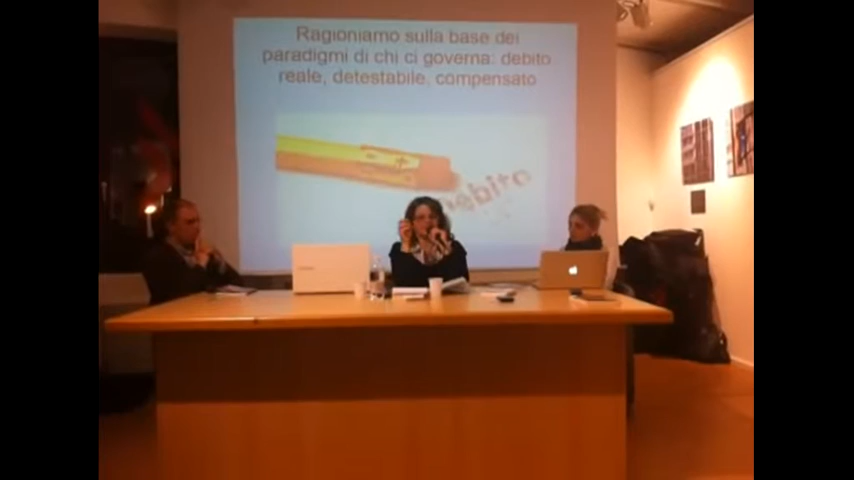 Ragioniamo sulla base dei
paradigmi di chi ci governa: debito
reale, detestabile, compensato
debito